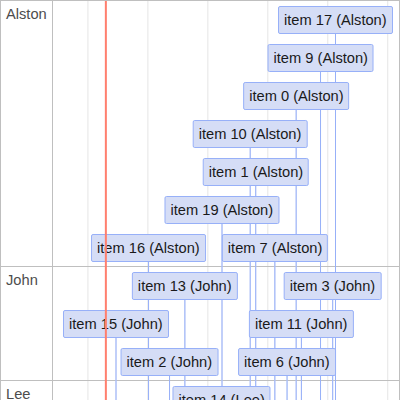 Alston
item 17 (Alston)
item 9 (Alston)
item 0 (Alston)
item 10 (Alston)
item 1 (Alston)
item 19 (Alston)
item 16 (Alston) item 7 (Alston)
John
item 13 (John) item 3 (John)
item 15 (John) item 11 (John)
item 2 (John) item 6 (John)
Lee
item 14 (Lee)